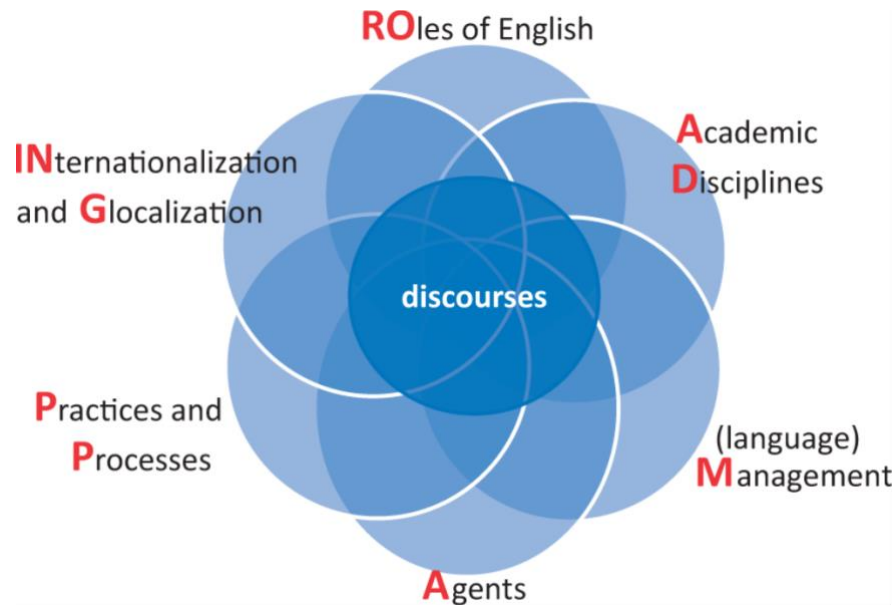 ROles of English
Academic
Disciplines
INternationalization
and Glocalization
discourses
Practices and
Processes
(language)
Management
Agents